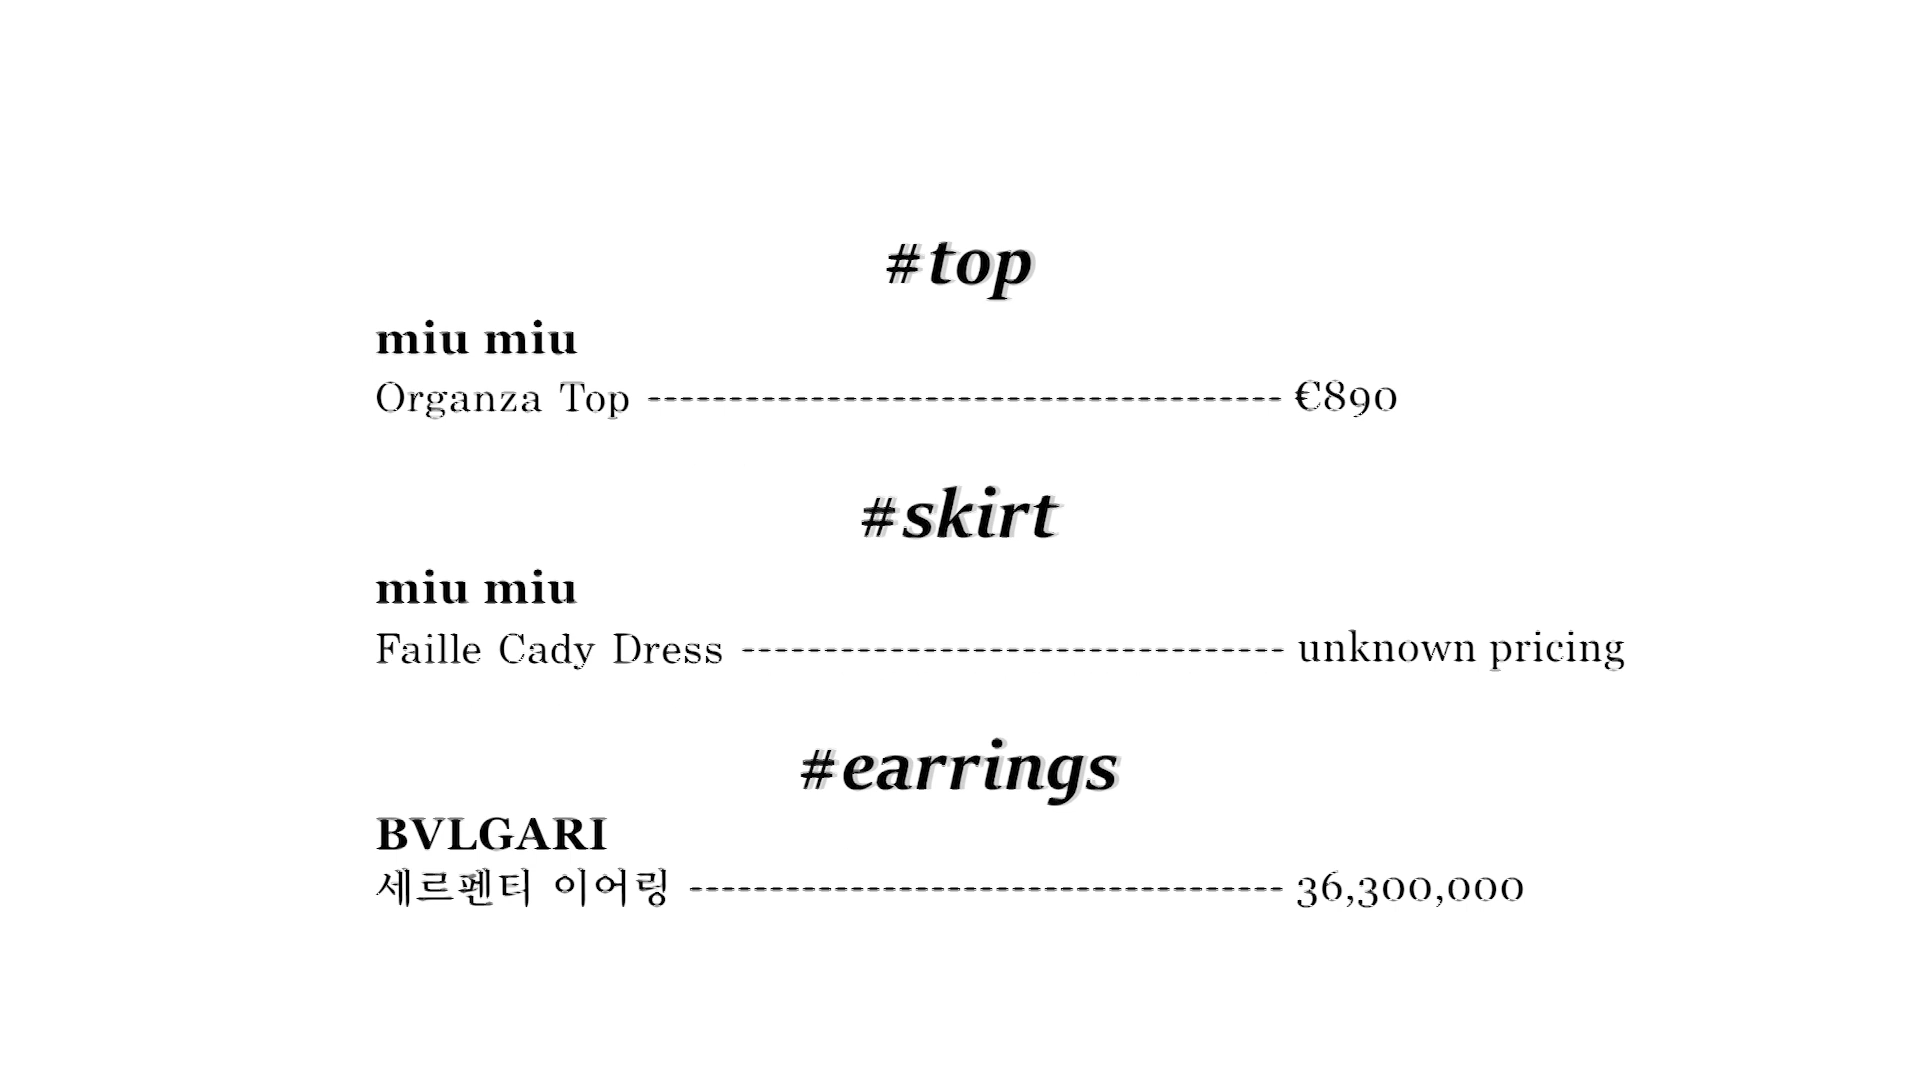 #top
miu miu
Organza Top -------------------------------------- €890
#skirt
miu miu
Faille Cady Dress --------------------------------- unknown pricing
#earrings
BVLGARI
세르펜터 이어링 ------------------------------------ 36,300,000